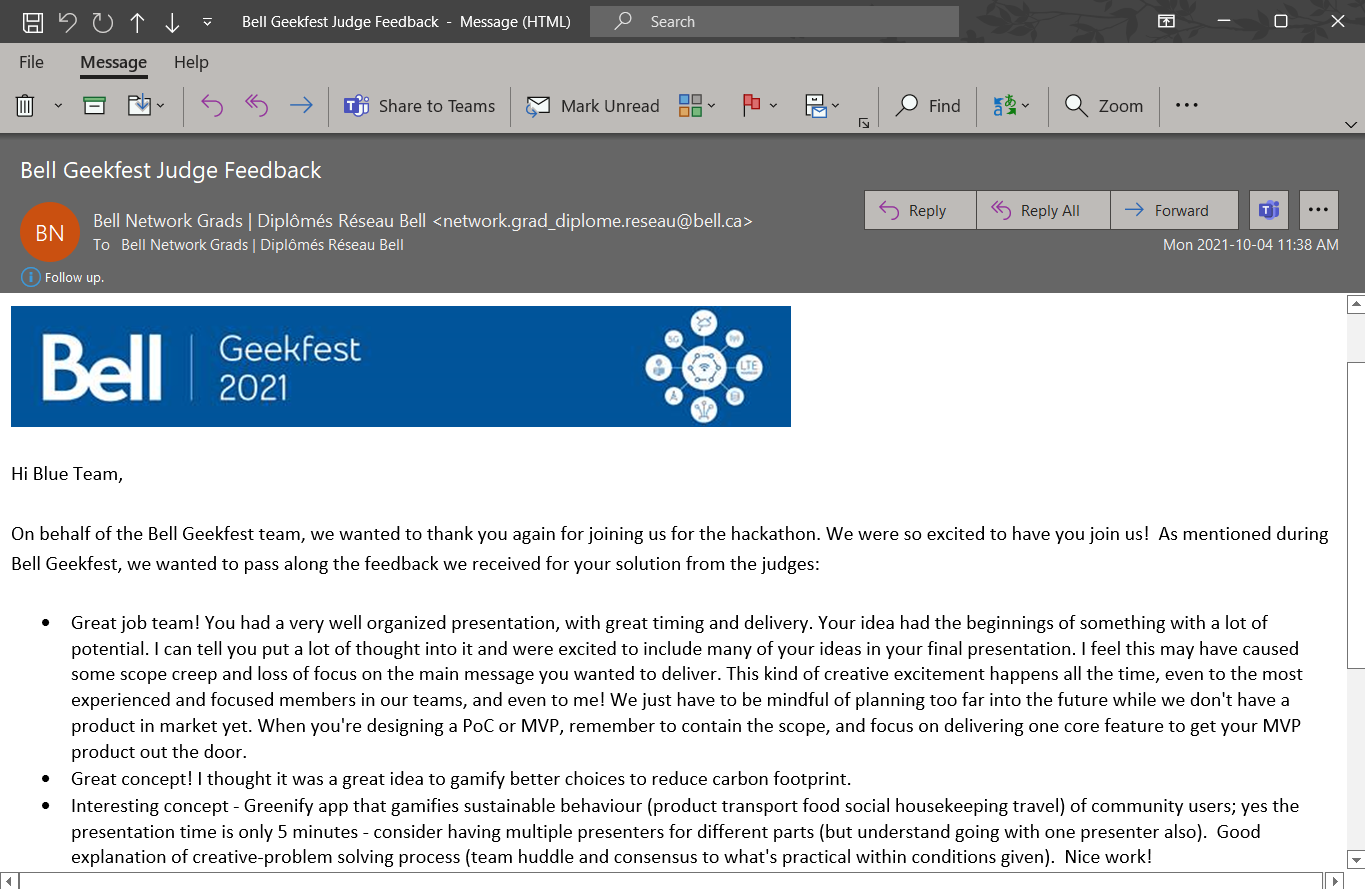 Bell Geekfest Judge Feedback - Message (HTML)
Search
File Message Help
Share to Teams Mark Unread Find Zoom
Bell Geekfest Judge Feedback
BN
Bell Network Grads | Diplômés Réseau Bell <network.grad_diplome.reseau@bell.ca>
To Bell Network Grads | Diplômés Réseau Bell
Reply Reply All Forward
Mon 2021-10-04 11:38 AM
Follow up.
Bell
Geekfest
2021
5G
LTE
Hi Blue Team,
On behalf of the Bell Geekfest team, we wanted to thank you again for joining us for the hackathon. We were so excited to have you join us!  As mentioned during
Bell Geekfest, we wanted to pass along the feedback we received for your solution from the judges:
• Great job team! You had a very well organized presentation, with great timing and delivery. Your idea had the beginnings of something with a lot of
potential. I can tell you put a lot of thought into it and were excited to include many of your ideas in your final presentation. I feel this may have caused
some scope creep and loss of focus on the main message you wanted to deliver. This kind of creative excitement happens all the time, even to the most
experienced and focused members in our teams, and even to me! We just have to be mindful of planning too far into the future while we don't have a
product in market yet. When you're designing a PoC or MVP, remember to contain the scope, and focus on delivering one core feature to get your MVP
product out the door.
• Great concept! I thought it was a great idea to gamify better choices to reduce carbon footprint.
• Interesting concept - Greenify app that gamifies sustainable behaviour (product transport food social housekeeping travel) of community users; yes the
presentation time is only 5 minutes - consider having multiple presenters for different parts (but understand going with one presenter also).  Good
explanation of creative-problem solving process (team huddle and consensus to what's practical within conditions given).  Nice work!